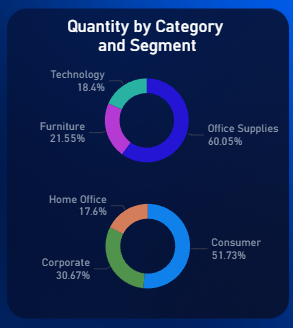 Quantity by Category
and Segment
Technology
18.4%
Furniture
21.55%
Office Supplies
60.05%
Home Office
17.6%
Consumer
51.73%
Corporate
30.67%